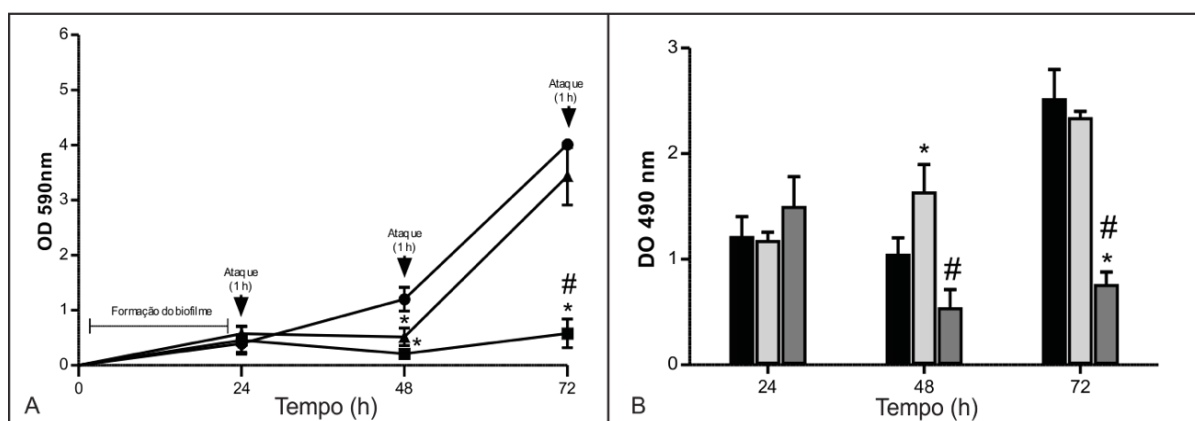 6
5
4
3
2
1
0
OD 590nm
Formação do biofilme
Ataque
(1 h)
Ataque
(1 h)
Ataque
(1 h)
*
*
#
*
0
24
48
72
Tempo (h)
A
3
2
1
0
DO 490 nm
*
#
#
*
24
48
72
Tempo (h)
B